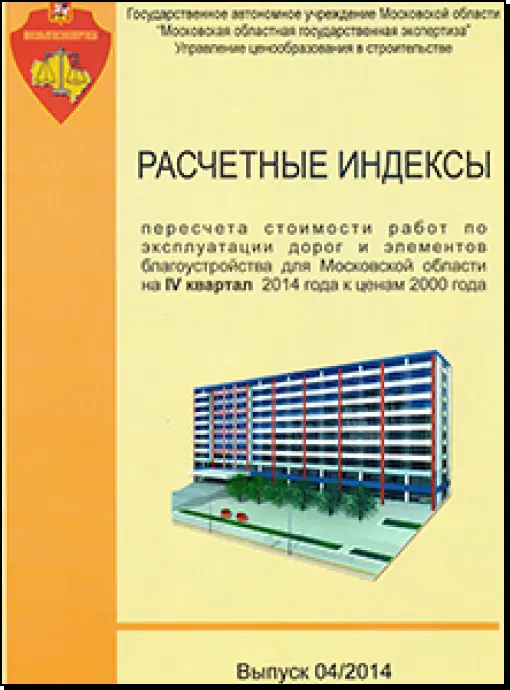 Государственное автономное учреждение Московской области
"Московская областная государственная экспертиза"
Управление ценообразования в строительстве
МОСОБЛГОСЭКСПЕРТИЗА
РАСЧЕТНЫЕ ИНДЕКСЫ
пересчета стоимости работ по
эксплуатации дорог и элементов
благоустройства для Московской области
на IV квартал 2014 года к ценам 2000 года
Выпуск 04/2014